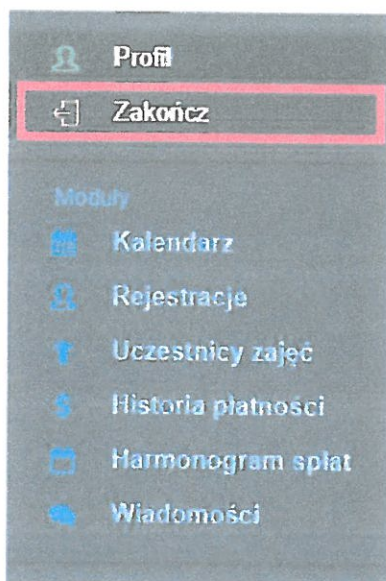 Profil
Zakończ
Moduły
Kalendarz
Rejestracje
Uczestnicy zajęć
Historia płatności
Harmonogram spłat
Wiadomości